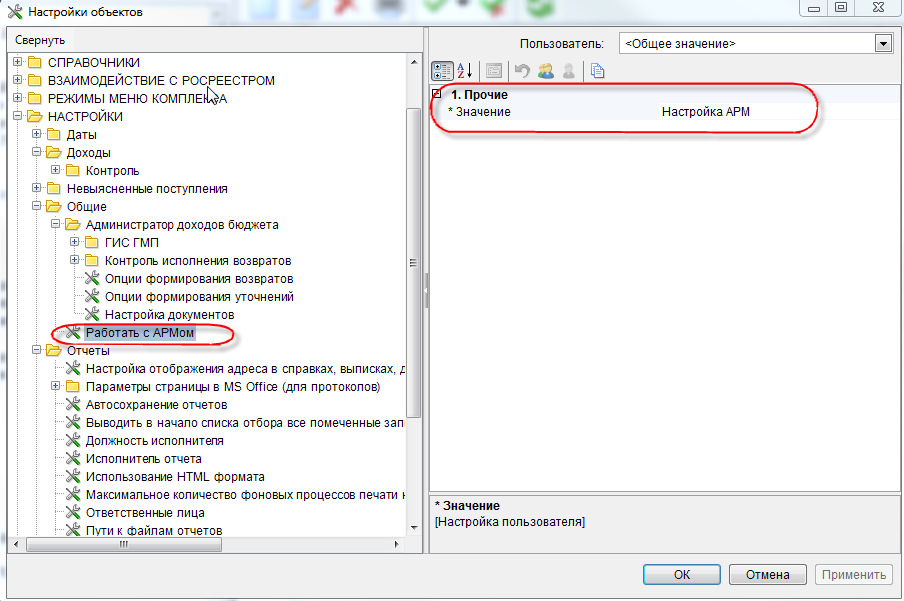 Настройки объектов
Свернуть
Пользователь: <Общее значение>
СПРАВОЧНИКИ
ВЗАИМОДЕЙСТВИЕ С РОСРЕЕСТРОМ
РЕЖИМЫ МЕНЮ КОМПЛЕКСА
НАСТРОЙКИ
Даты
Доходы
Контроль
Невыясненные поступления
Общие
Администратор доходов бюджета
ГИС ГМП
Контроль исполнения возвратов
Опции формирования возвратов
Опции формирования уточнений
Настройка документов
Работать с АРМом
Отчеты
Настройка отображения адреса в справках, выписках, д
Параметры страницы в MS Office (для протоколов)
Автосохранение отчетов
Выводить в начало списка отбора все помеченные зап
Должность исполнителя
Исполнитель отчета
Использование HTML формата
Максимальное количество фоновых процессов печати н
Ответственные лица
Пути к файлам отчетов
1. Прочие
* Значение Настройка АРМ
* Значение
[Настройка пользователя]
ОК
Отмена
Применить